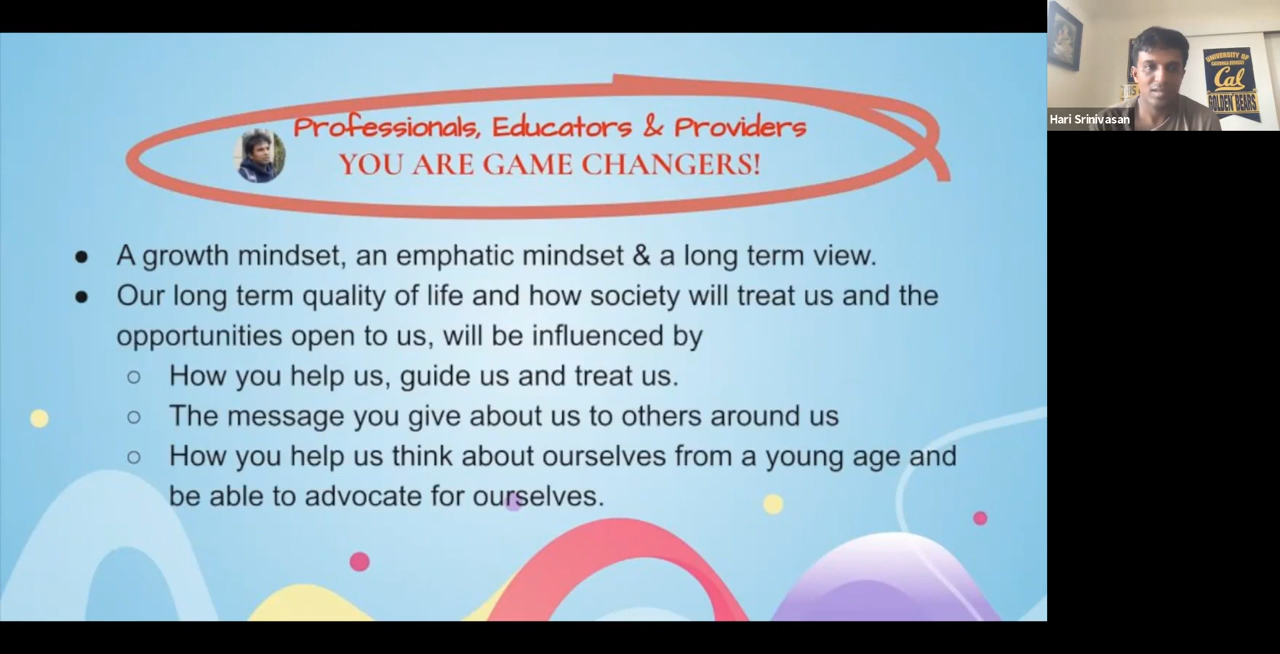 Professionals, Educators & Providers
YOU ARE GAME CHANGERS!
● A growth mindset, an emphatic mindset & a long term view.
● Our long term quality of life and how society will treat us and the
opportunities open to us, will be influenced by
○ How you help us, guide us and treat us.
○ The message you give about us to others around us
○ How you help us think about ourselves from a young age and
be able to advocate for ourselves.
UNIVERSITY OF
Cal
GOLDEN BEARS
Hari Srinivasan